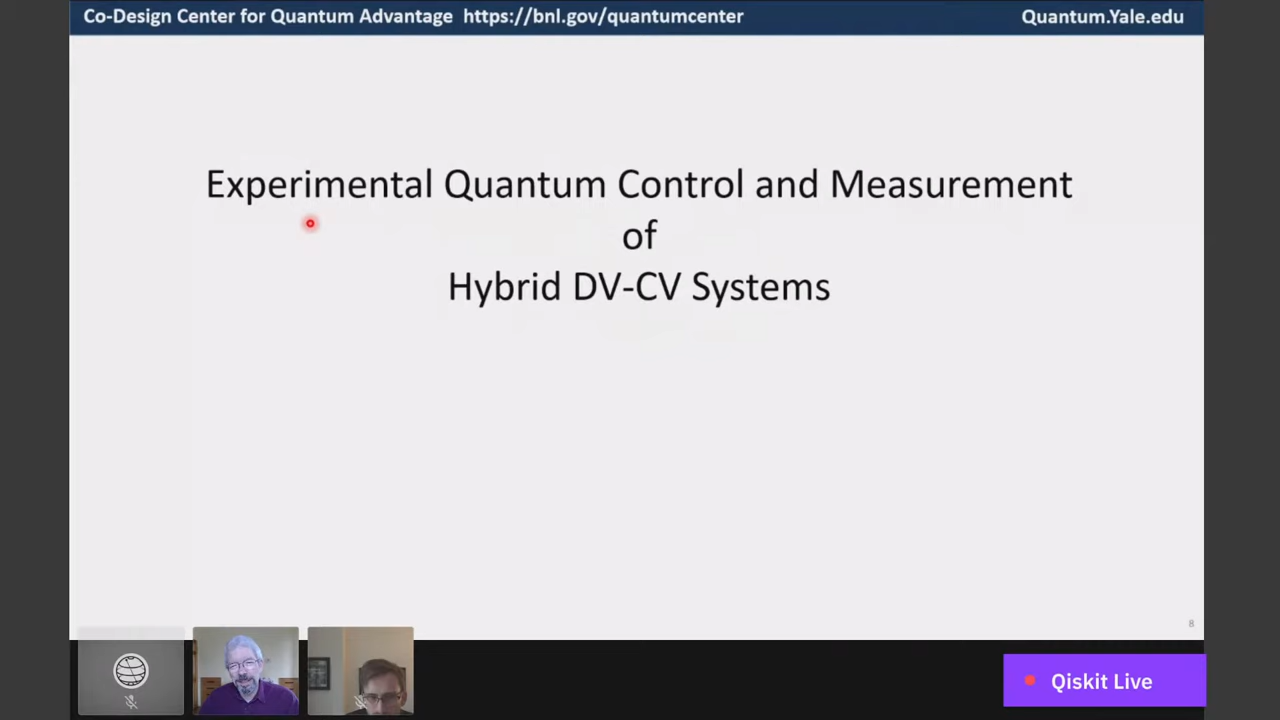 Co-Design Center for Quantum Advantage https://bnl.gov/quantumcenter
Quantum.Yale.edu
Experimental Quantum Control and Measurement
of
Hybrid DV-CV Systems
8
Qiskit Live